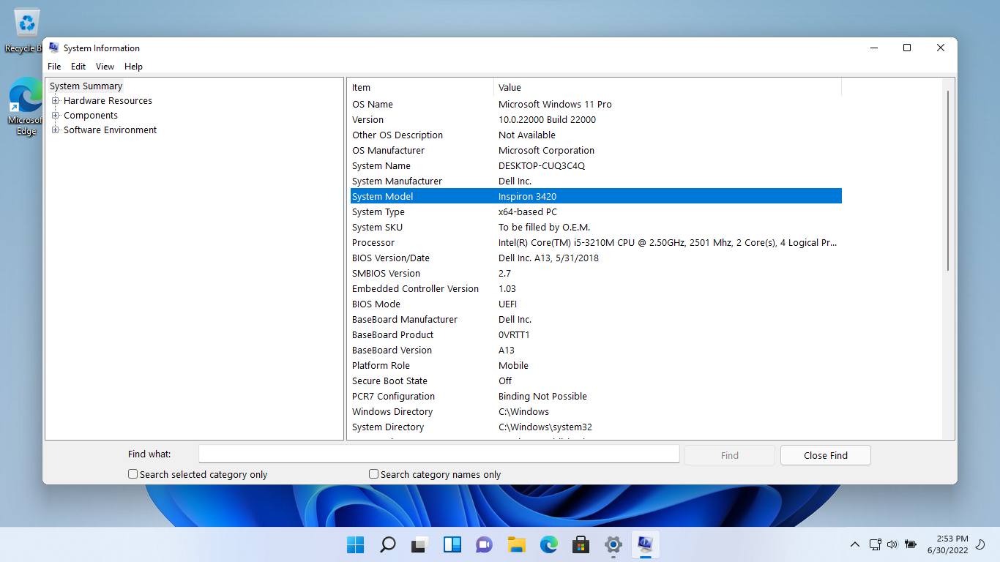 Recycle B
Microsof
Edge
System Information
File Edit View Help
System Summary
Hardware Resources
Components
Software Environment
Item Value
OS Name Microsoft Windows 11 Pro
Version 10.0.22000 Build 22000
Other OS Description Not Available
OS Manufacturer Microsoft Corporation
System Name DESKTOP-CUQ3C4Q
System Manufacturer Dell Inc.
System Model Inspiron 3420
System Type x64-based PC
System SKU To be filled by O.E.M.
Processor Intel(R) Core(TM) i5-3210M CPU @ 2.50GHz, 2501 Mhz, 2 Core(s), 4 Logical Pr...
BIOS Version/Date Dell Inc. A13, 5/31/2018
SMBIOS Version 2.7
Embedded Controller Version 1.03
BIOS Mode UEFI
BaseBoard Manufacturer Dell Inc.
BaseBoard Product 0VRTT1
BaseBoard Version A13
Platform Role Mobile
Secure Boot State Off
PCR7 Configuration Binding Not Possible
Windows Directory C:\Windows
System Directory C:\Windows\system32
Find what: Find Close Find
Search selected category only Search category names only
2:53 PM
6/30/2022